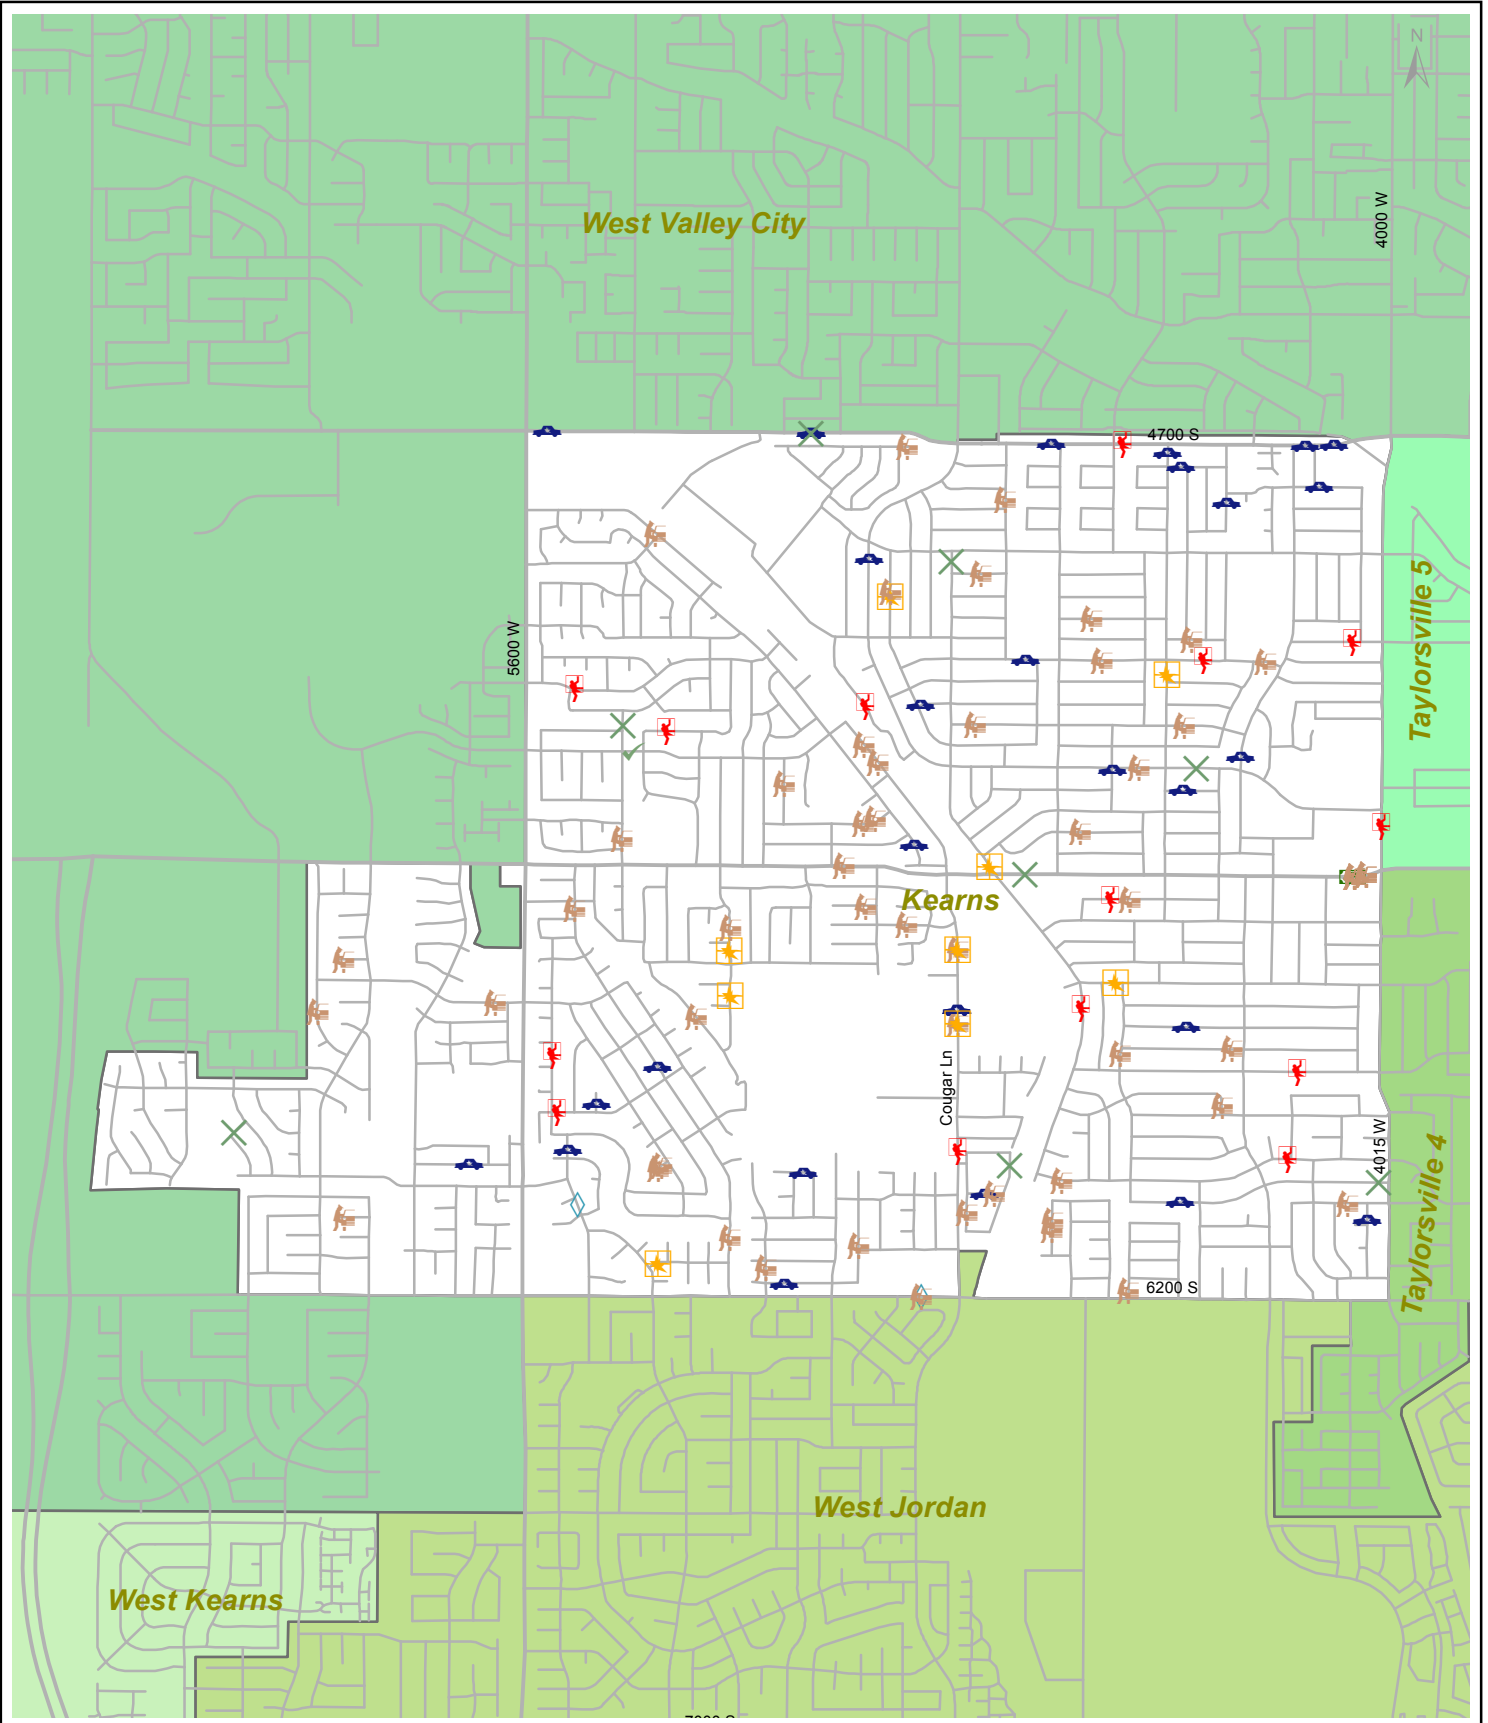 N
West Valley City
4000 W
4700 S
Taylorsville 5
5600 W
Kearns
Cougar Ln
4015 W
Taylorsville 4
6200 S
West Jordan
West Kearns